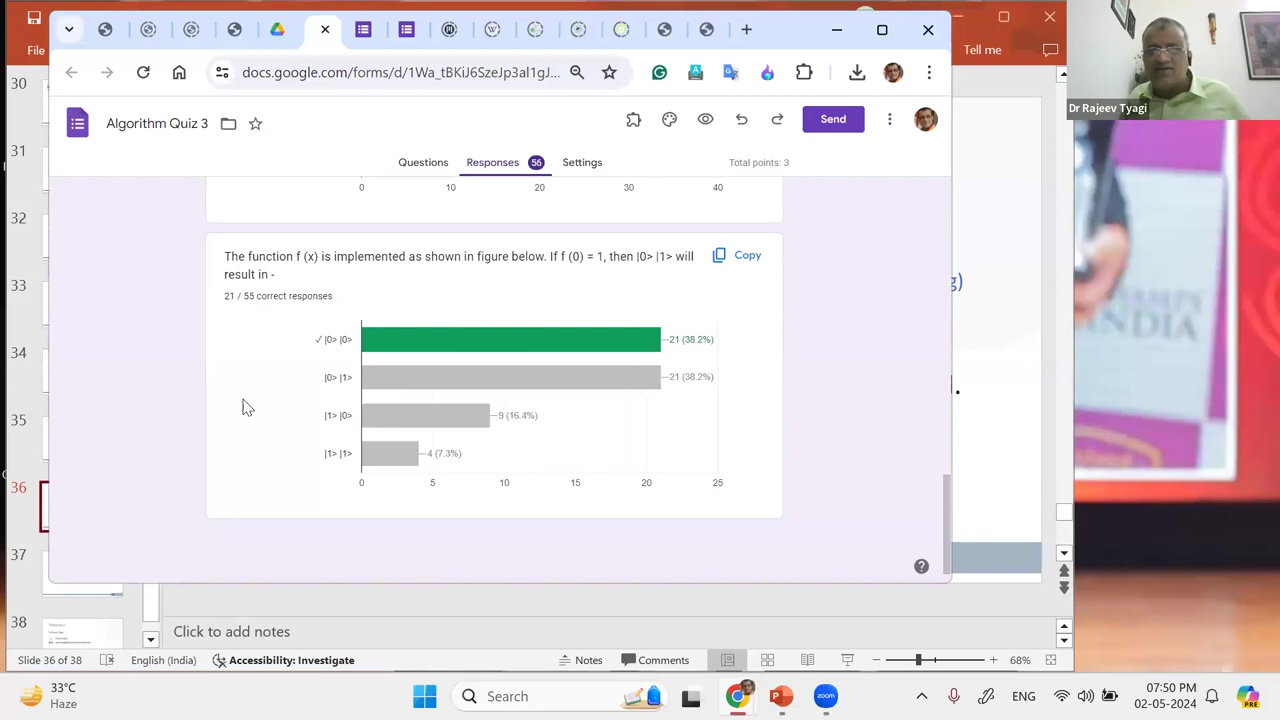 File
Tell me
docs.google.com/forms/d/1Wa_tBKiJ6SzeJp3al1gJ...
Dr Rajeev Tyagi
Algorithm Quiz 3
Send
Questions
Responses
56
Settings
Total points: 3
0
10
20
30
40
The function f (x) is implemented as shown in figure below. If f (0) = 1, then |0> |1> will
result in -
Copy
21 / 55 correct responses
✓ |0> |0>
21 (38.2%)
|0> |1>
21 (38.2%)
|1> |0>
9 (16.4%)
|1> |1>
4 (7.3%)
0
5
10
15
20
25
30
31
32
33
34
35
36
37
38
g)
INDIA
Click to add notes
Slide 36 of 38
English (India)
Accessibility: Investigate
Notes
Comments
68%
33°C
Haze
Search
ENG
07:50 PM
02-05-2024
PRE